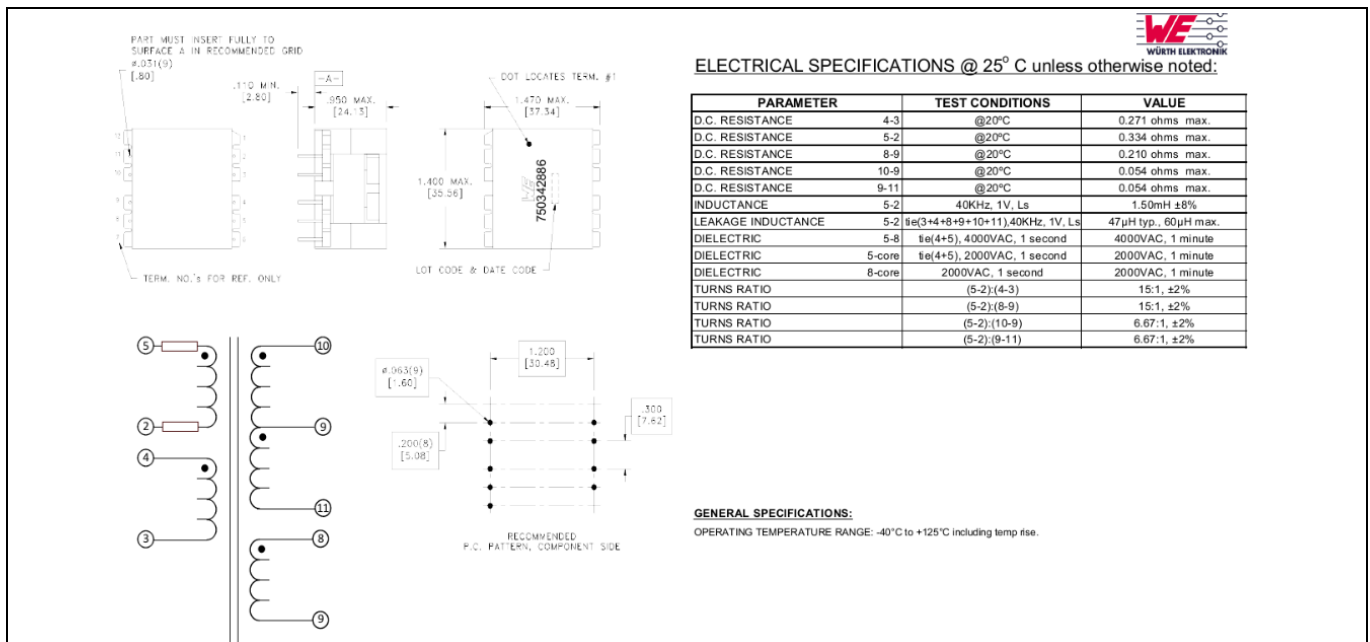 PART MUST INSERT FULLY TO
SURFACE A IN RECOMMENDED GRID
ø.031(9)
[.80]
.110 MIN.
[2.80]
-A-
.950 MAX.
[24.13]
DOT LOCATES TERM. #1
1.470 MAX.
[37.34]
1.400 MAX.
[35.56]
WE
750342886
LOT CODE & DATE CODE
TERM. NO.'s FOR REF. ONLY
5
2
4
3
10
9
11
8
9
1.200
[30.48]
ø.063(9)
[1.60]
.200(8)
[5.08]
.300
[7.62]
RECOMMENDED
P.C. PATTERN, COMPONENT SIDE
WE
WÜRTH ELEKTRONIK
ELECTRICAL SPECIFICATIONS @ 25° C unless otherwise noted:
PARAMETER TEST CONDITIONS VALUE
D.C. RESISTANCE 4-3 @20ºC 0.271 ohms max.
D.C. RESISTANCE 5-2 @20ºC 0.334 ohms max.
D.C. RESISTANCE 8-9 @20ºC 0.210 ohms max.
D.C. RESISTANCE 10-9 @20ºC 0.054 ohms max.
D.C. RESISTANCE 9-11 @20ºC 0.054 ohms max.
INDUCTANCE 5-2 40KHz, 1V, Ls 1.50mH ±8%
LEAKAGE INDUCTANCE 5-2 tie(3+4+8+9+10+11),40KHz, 1V, Ls 47µH typ., 60µH max.
DIELECTRIC 5-8 tie(4+5), 4000VAC, 1 second 4000VAC, 1 minute
DIELECTRIC 5-core tie(4+5), 2000VAC, 1 second 2000VAC, 1 minute
DIELECTRIC 8-core 2000VAC, 1 second 2000VAC, 1 minute
TURNS RATIO (5-2):(4-3) 15:1, ±2%
TURNS RATIO (5-2):(8-9) 15:1, ±2%
TURNS RATIO (5-2):(10-9) 6.67:1, ±2%
TURNS RATIO (5-2):(9-11) 6.67:1, ±2%
GENERAL SPECIFICATIONS:
OPERATING TEMPERATURE RANGE: -40°C to +125°C including temp rise.